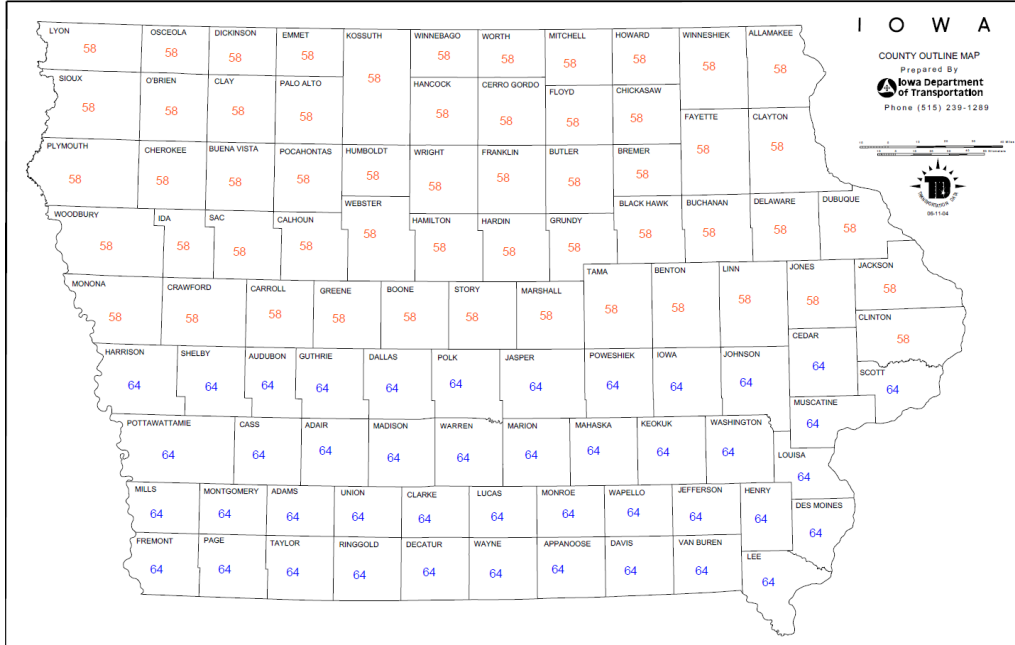 I O W A
COUNTY OUTLINE MAP
Prepared By
Iowa Department
of Transportation
Phone (515) 239-1289
06-11-04
LYON
58
OSCEOLA
58
DICKINSON
58
EMMET
58
KOSSUTH
58
WINNEBAGO
58
WORTH
58
MITCHELL
58
HOWARD
58
WINNESHIEK
58
ALLAMAKEE
58
SIOUX
58
O'BRIEN
58
CLAY
58
PALO ALTO
58
HANCOCK
58
CERRO GORDO
58
FLOYD
58
CHICKASAW
58
FAYETTE
58
CLAYTON
58
PLYMOUTH
58
CHEROKEE
58
BUENA VISTA
58
POCAHONTAS
58
HUMBOLDT
58
WRIGHT
58
FRANKLIN
58
BUTLER
58
BREMER
58
WOODBURY
58
IDA
58
SAC
58
CALHOUN
58
WEBSTER
58
HAMILTON
58
HARDIN
58
GRUNDY
58
BLACK HAWK
58
BUCHANAN
58
DELAWARE
58
DUBUQUE
58
MONONA
58
CRAWFORD
58
CARROLL
58
GREENE
58
BOONE
58
STORY
58
MARSHALL
58
TAMA
58
BENTON
58
LINN
58
JONES
58
JACKSON
58
CLINTON
58
HARRISON
64
SHELBY
64
AUDUBON
64
GUTHRIE
64
DALLAS
64
POLK
64
JASPER
64
POWESHIEK
64
IOWA
64
JOHNSON
64
CEDAR
64
SCOTT
64
MUSCATINE
64
POTTAWATTAMIE
64
CASS
64
ADAIR
64
MADISON
64
WARREN
64
MARION
64
MAHASKA
64
KEOKUK
64
WASHINGTON
64
LOUISA
64
MILLS
64
MONTGOMERY
64
ADAMS
64
UNION
64
CLARKE
64
LUCAS
64
MONROE
64
WAPELLO
64
JEFFERSON
64
HENRY
64
DES MOINES
64
FREMONT
64
PAGE
64
TAYLOR
64
RINGGOLD
64
DECATUR
64
WAYNE
64
APPANOOSE
64
DAVIS
64
VAN BUREN
64
LEE
64